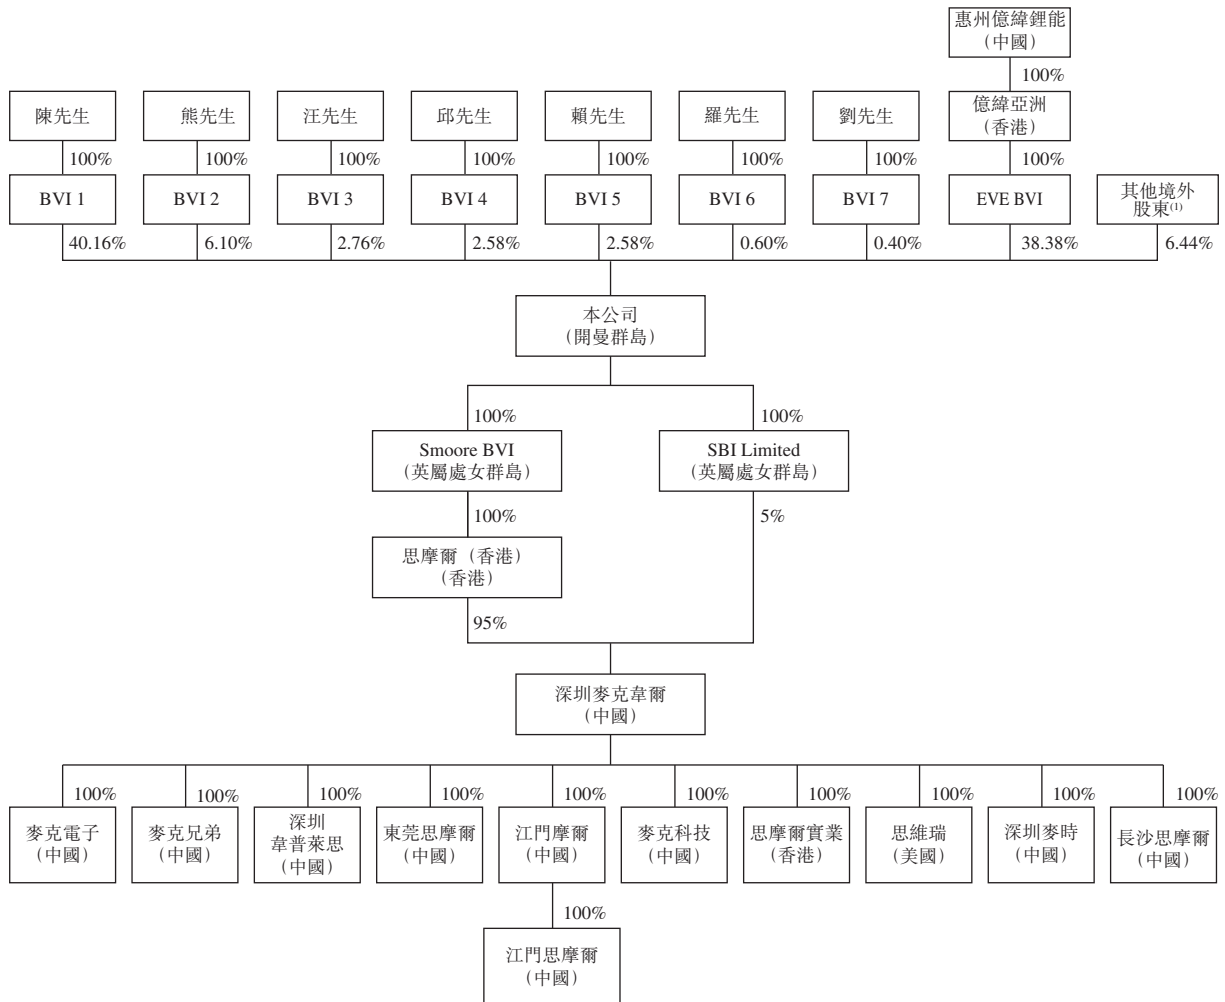 惠州億緯鋰能
(中國)
100%
陳先生
熊先生
汪先生
邱先生
賴先生
羅先生
劉先生
億緯亞洲
(香港)
100%
100%
100%
100%
100%
100%
100%
100%
BVI 1
BVI 2
BVI 3
BVI 4
BVI 5
BVI 6
BVI 7
EVE BVI
其他境外
股東(1)
40.16%
6.10%
2.76%
2.58%
2.58%
0.60%
0.40%
38.38%
6.44%
本公司
(開曼群島)
100%
100%
Smoore BVI
(英屬處女群島)
SBI Limited
(英屬處女群島)
100%
5%
思摩爾（香港）
(香港)
95%
深圳麥克韋爾
(中國)
100%
100%
100%
100%
100%
100%
100%
100%
100%
100%
麥克電子
(中國)
麥克兄弟
(中國)
深圳
韋普萊思
(中國)
東莞思摩爾
(中國)
江門摩爾
(中國)
麥克科技
(中國)
思摩爾實業
(香港)
思維瑞
(美國)
深圳麥時
(中國)
長沙思摩爾
(中國)
100%
江門思摩爾
(中國)